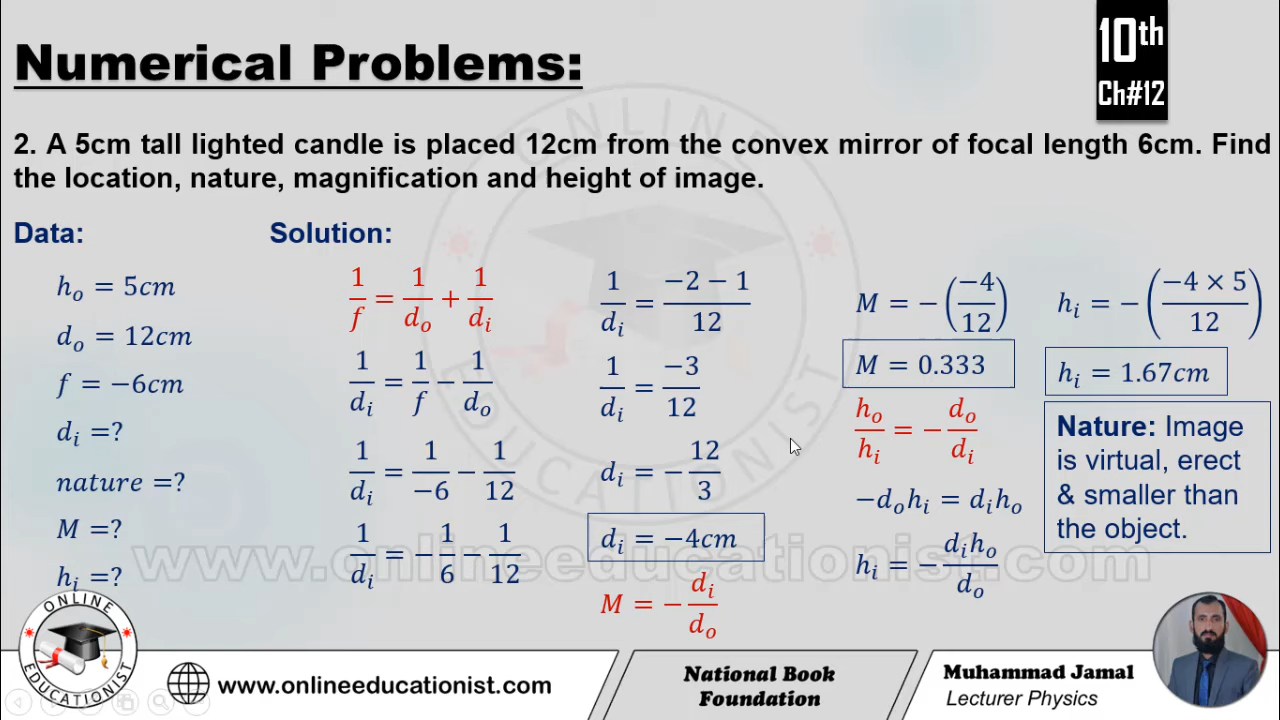 Numerical Problems:
10th
Ch#12
2. A 5cm tall lighted candle is placed 12cm from the convex mirror of focal length 6cm. Find
the location, nature, magnification and height of image.
Data:
h_o = 5cm
d_o = 12cm
f = −6cm
d_i =?
nature =?
M =?
h_i =?
Solution:
1/f = 1/d_o + 1/d_i
1/d_i = 1/f − 1/d_o
1/d_i = 1/−6 − 1/12
1/d_i = −1/6 − 1/12
1/d_i = −2 − 1/12
1/d_i = −3/12
d_i = −12/3
d_i = −4cm
M = −d_i/d_o
M = −(−4/12)
M = 0.333
h_o/h_i = −d_o/d_i
−d_o h_i = d_i h_o
h_i = −d_i h_o/d_o
h_i = −(−4 × 5/12)
h_i = 1.67cm
Nature: Image
is virtual, erect
& smaller than
the object.
ONLINE
EDUCATIONIST
www.onlineeducationist.com
ONLINE
EDUCATIONIST
www.onlineeducationist.com
National Book
Foundation
Muhammad Jamal
Lecturer Physics